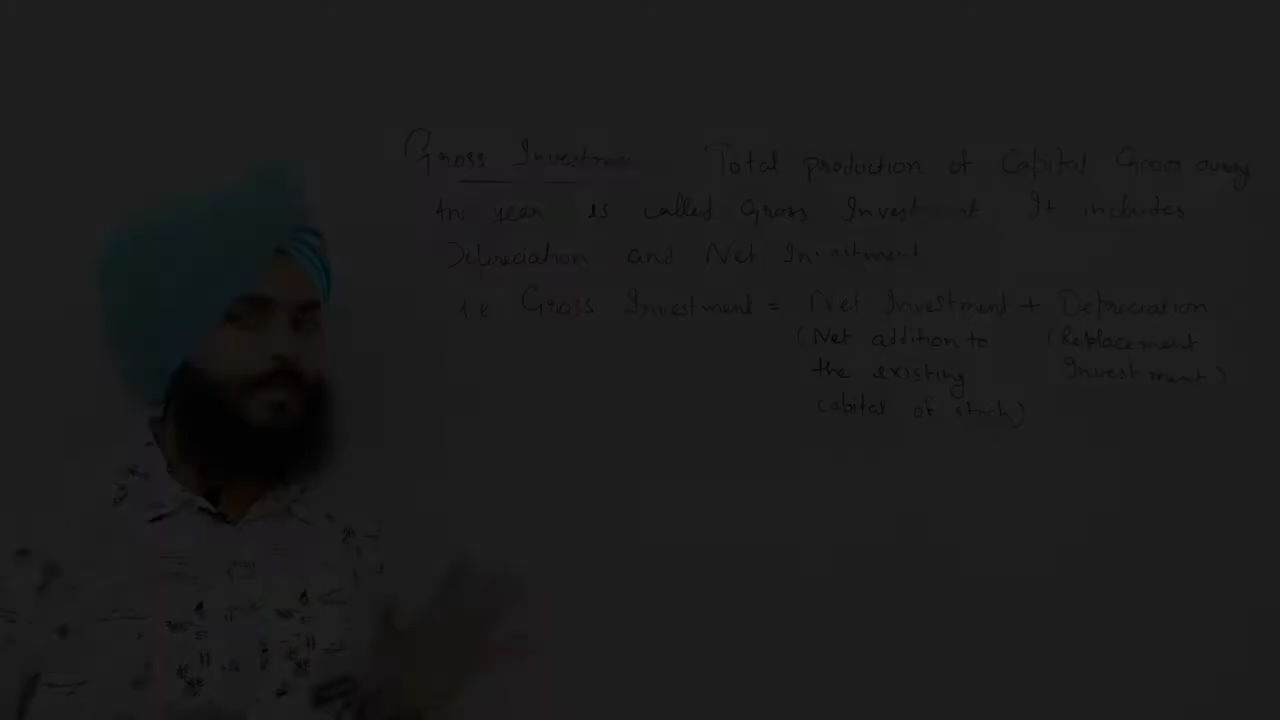 Gross Investmen Total production of Capital Goods during
the year is called Gross Investment It includes
Depreciation and Net Investment
i.e Gross Investment = Net Investment + Depreciation
(Net addition to (Replacement
the existing Investment)
capital of stock)